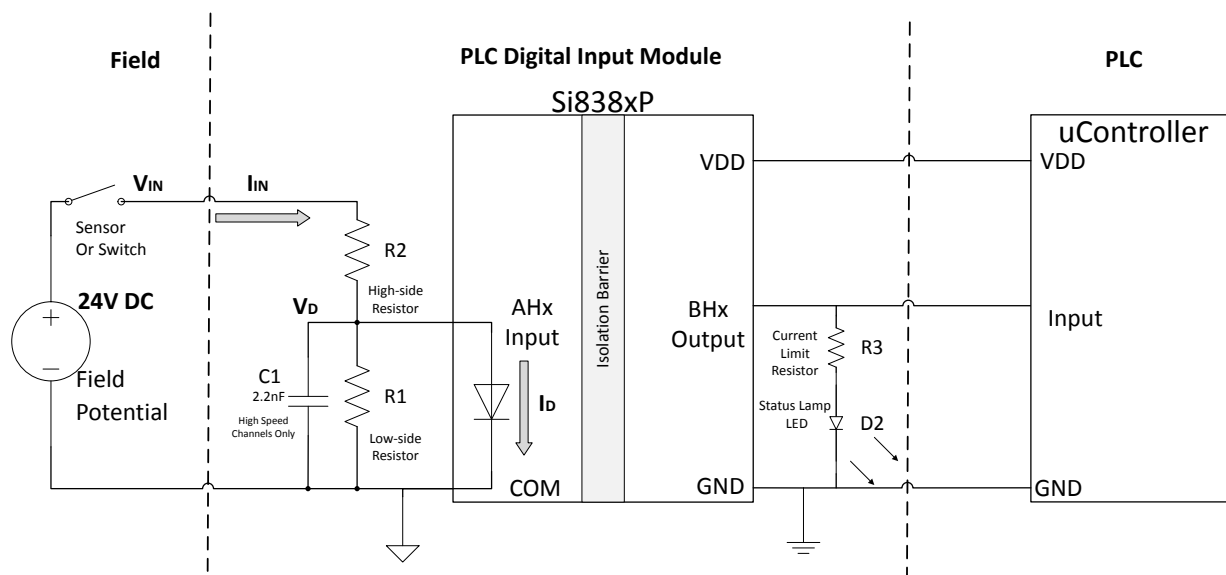 Field
PLC Digital Input Module
PLC
Si838xP
uController
VDD
VDD
VIN
IIN
Sensor
Or Switch
R2
24V DC
High-side
Resistor
VD
AHx
Input
Isolation Barrier
BHx
Output
Input
Current
Limit
Resistor
R3
+
–
Field
Potential
C1
2.2nF
High Speed
Channels Only
R1
ID
Status Lamp
LED
D2
Low-side
Resistor
COM
GND
GND